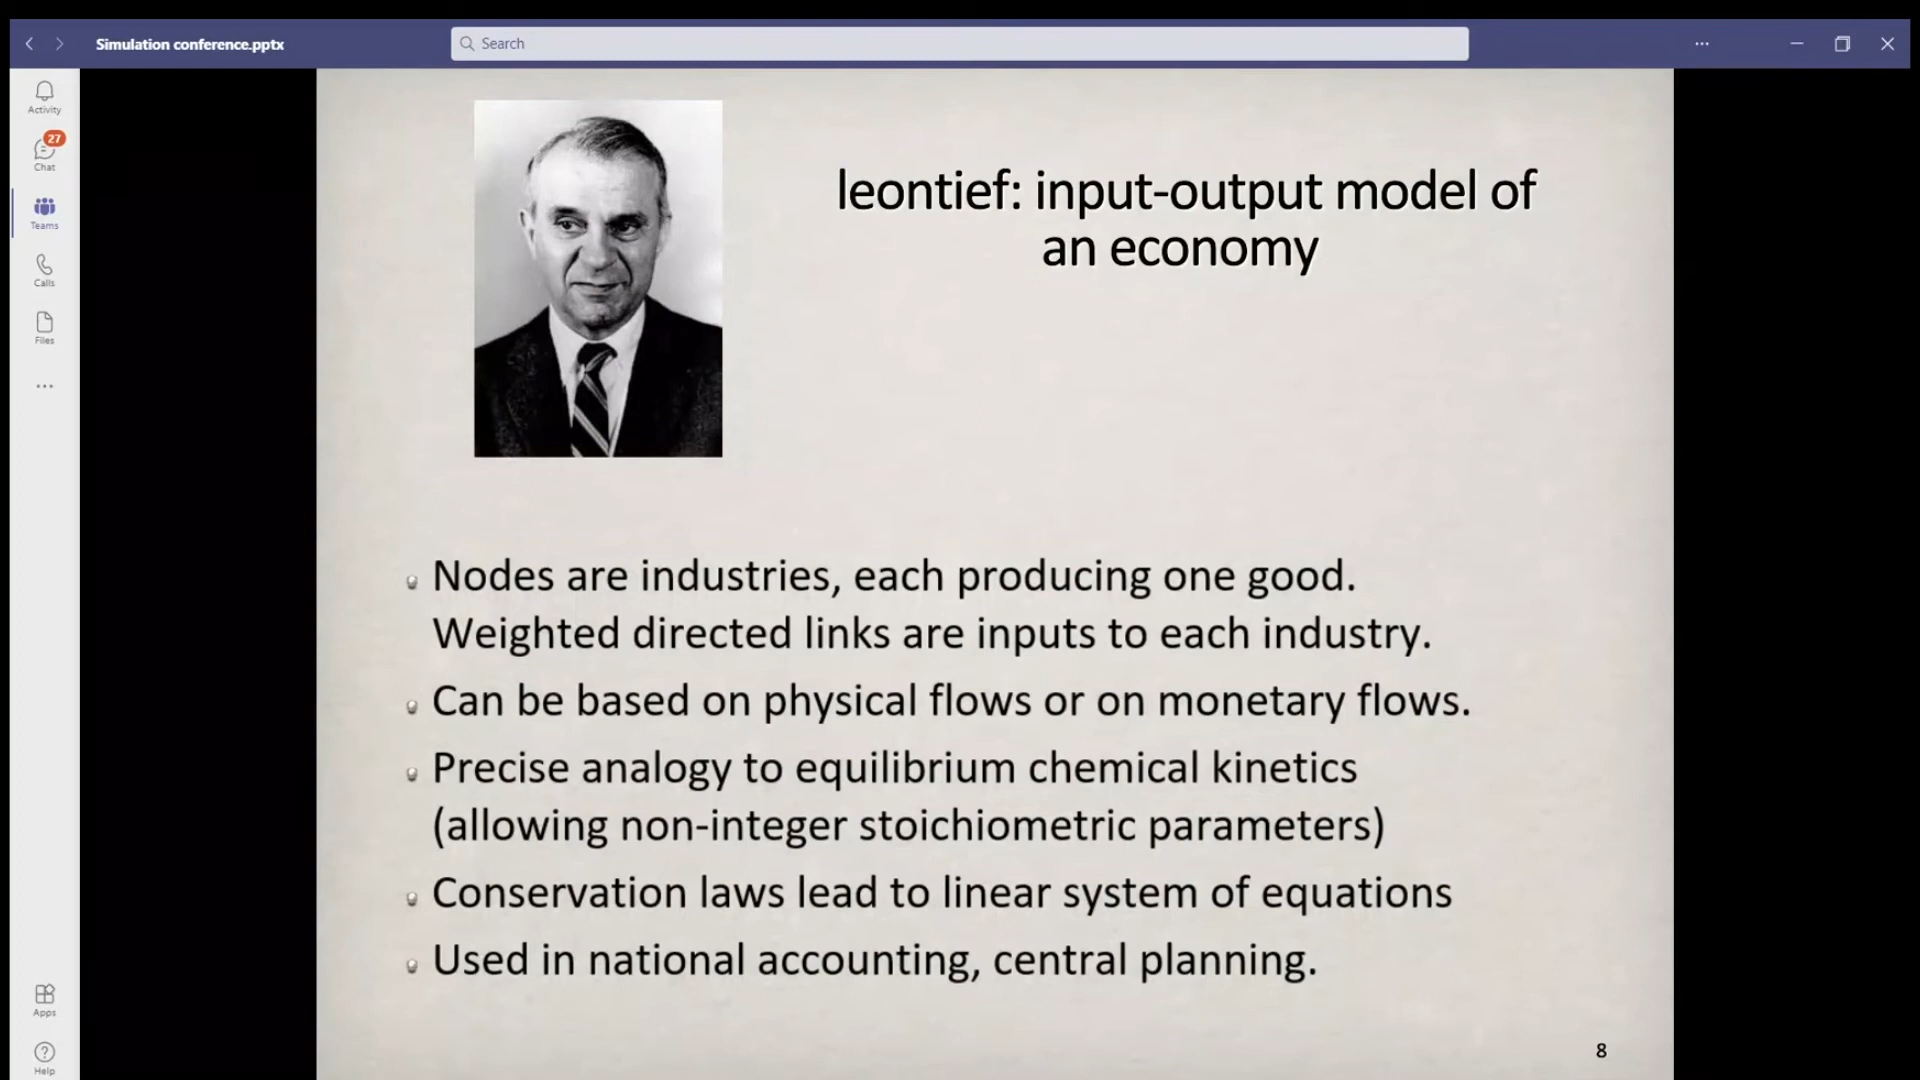 Simulation conference.pptx
Search
Activity
27
Chat
Teams
Calls
Files
Apps
Help
leontief: input-output model of
an economy
Nodes are industries, each producing one good.
Weighted directed links are inputs to each industry.
Can be based on physical flows or on monetary flows.
Precise analogy to equilibrium chemical kinetics
(allowing non-integer stoichiometric parameters)
Conservation laws lead to linear system of equations
Used in national accounting, central planning.
8